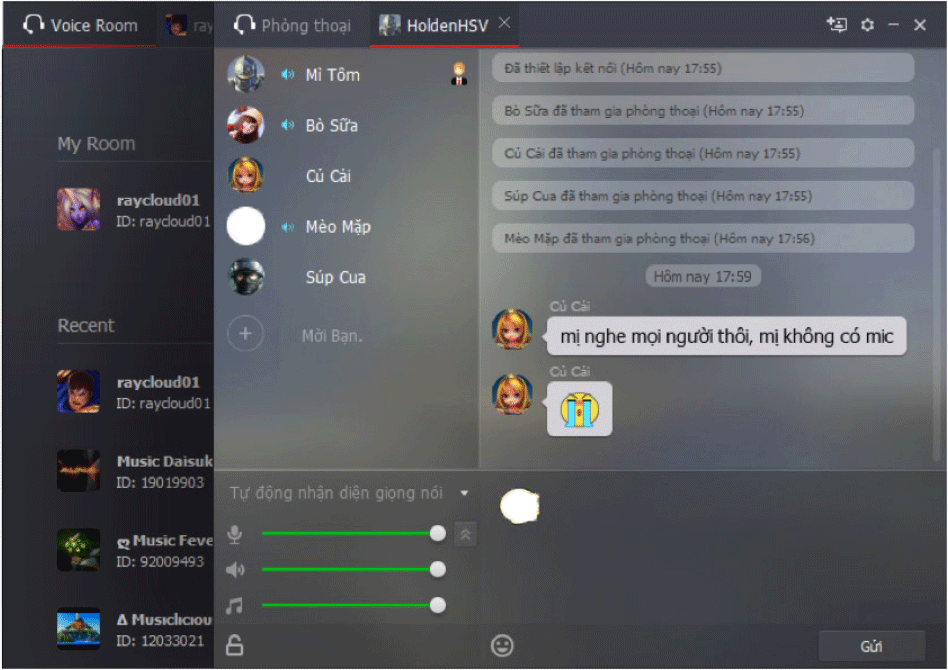 Voice Room
ray
Phòng thoại
HoldenHSV
My Room
raycloud01
ID: raycloud01
Recent
raycloud01
ID: raycloud01
Music Daisuk
ID: 19019903
ღ Music Feve
ID: 92009493
Δ Musıclıcıou
ID: 12033021
Mì Tôm
Bò Sữa
Củ Cải
Mèo Mập
Súp Cua
Mời Bạn.
Đã thiết lập kết nối (Hôm nay 17:55)
Bò Sữa đã tham gia phòng thoại (Hôm nay 17:55)
Củ Cải đã tham gia phòng thoại (Hôm nay 17:55)
Súp Cua đã tham gia phòng thoại (Hôm nay 17:55)
Mèo Mập đã tham gia phòng thoại (Hôm nay 17:56)
Hôm nay 17:59
Củ Cải
mị nghe mọi người thôi, mị không có mic
Củ Cải
Tự động nhận diện giọng nói
Gửi